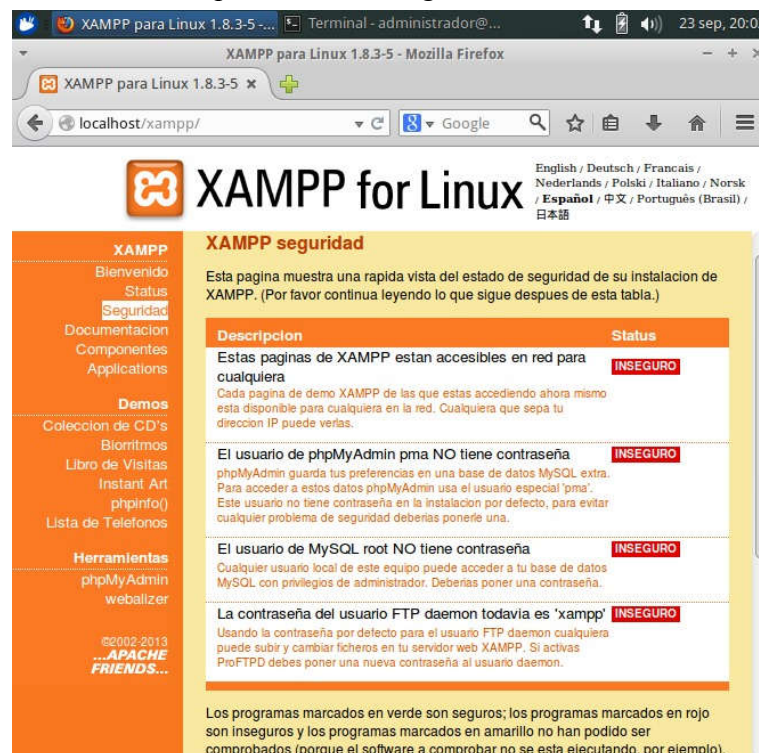 XAMPP para Linux 1.8.3-5 -...
Terminal - administrador@...
23 sep, 20:0
XAMPP para Linux 1.8.3-5 - Mozilla Firefox
XAMPP para Linux 1.8.3-5
localhost/xampp/
Google
XAMPP for Linux
English / Deutsch / Francais /
Nederlands / Polski / Italiano / Norsk
/ Español / 中文 / Português (Brasil) /
日本語
XAMPP
Bienvenido
Status
Seguridad
Documentacion
Componentes
Applications
Demos
Coleccion de CD's
Biorritmos
Libro de Visitas
Instant Art
phpinfo()
Lista de Telefonos
Herramientas
phpMyAdmin
webalizer
©2002-2013
...APACHE
FRIENDS...
XAMPP seguridad
Esta pagina muestra una rapida vista del estado de seguridad de su instalacion de
XAMPP. (Por favor continua leyendo lo que sigue despues de esta tabla.)
Descripcion Status
Estas paginas de XAMPP estan accesibles en red para
cualquiera
INSEGURO
Cada pagina de demo XAMPP de las que estas accediendo ahora mismo
esta disponible para cualquiera en la red. Cualquiera que sepa tu
direccion IP puede verlas.
El usuario de phpMyAdmin pma NO tiene contraseña INSEGURO
phpMyAdmin guarda tus preferencias en una base de datos MySQL extra.
Para acceder a estos datos phpMyAdmin usa el usuario especial 'pma'.
Este usuario no tiene contraseña en la instalacion por defecto, para evitar
cualquier problema de seguridad deberias ponerle una.
El usuario de MySQL root NO tiene contraseña INSEGURO
Cualquier usuario local de este equipo puede acceder a tu base de datos
MySQL con privilegios de administrador. Deberias poner una contraseña.
La contraseña del usuario FTP daemon todavia es 'xampp' INSEGURO
Usando la contraseña por defecto para el usuario FTP daemon cualquiera
puede subir y cambiar ficheros en tu servidor web XAMPP. Si activas
ProFTPD debes poner una nueva contraseña al usuario daemon.
Los programas marcados en verde son seguros; los programas marcados en rojo
son inseguros y los programas marcados en amarillo no han podido ser
comprobados (porque el software a comprobar no se esta ejecutando, por ejemplo).